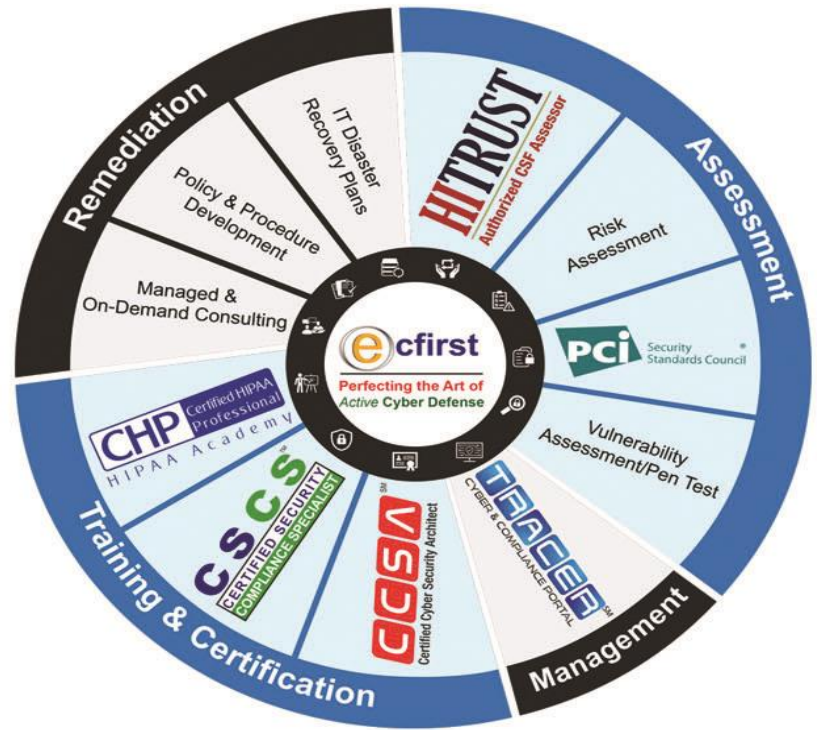 Remediation
IT Disaster
Recovery Plans
Policy & Procedure
Development
Managed &
On-Demand Consulting
Assessment
HITRUST
Authorized CSF Assessor
Risk
Assessment
PCi Security
Standards Council ®
Vulnerability
Assessment/Pen Test
Management
TRACER SM
CYBER & COMPLIANCE PORTAL
Training & Certification
CCSA SM
Certified Cyber Security Architect
CSCS TM
CERTIFIED SECURITY
COMPLIANCE SPECIALIST
CHP Certified HIPAA
Professional
HIPAA Academy
ecfirst
Perfecting the Art of
Active Cyber Defense